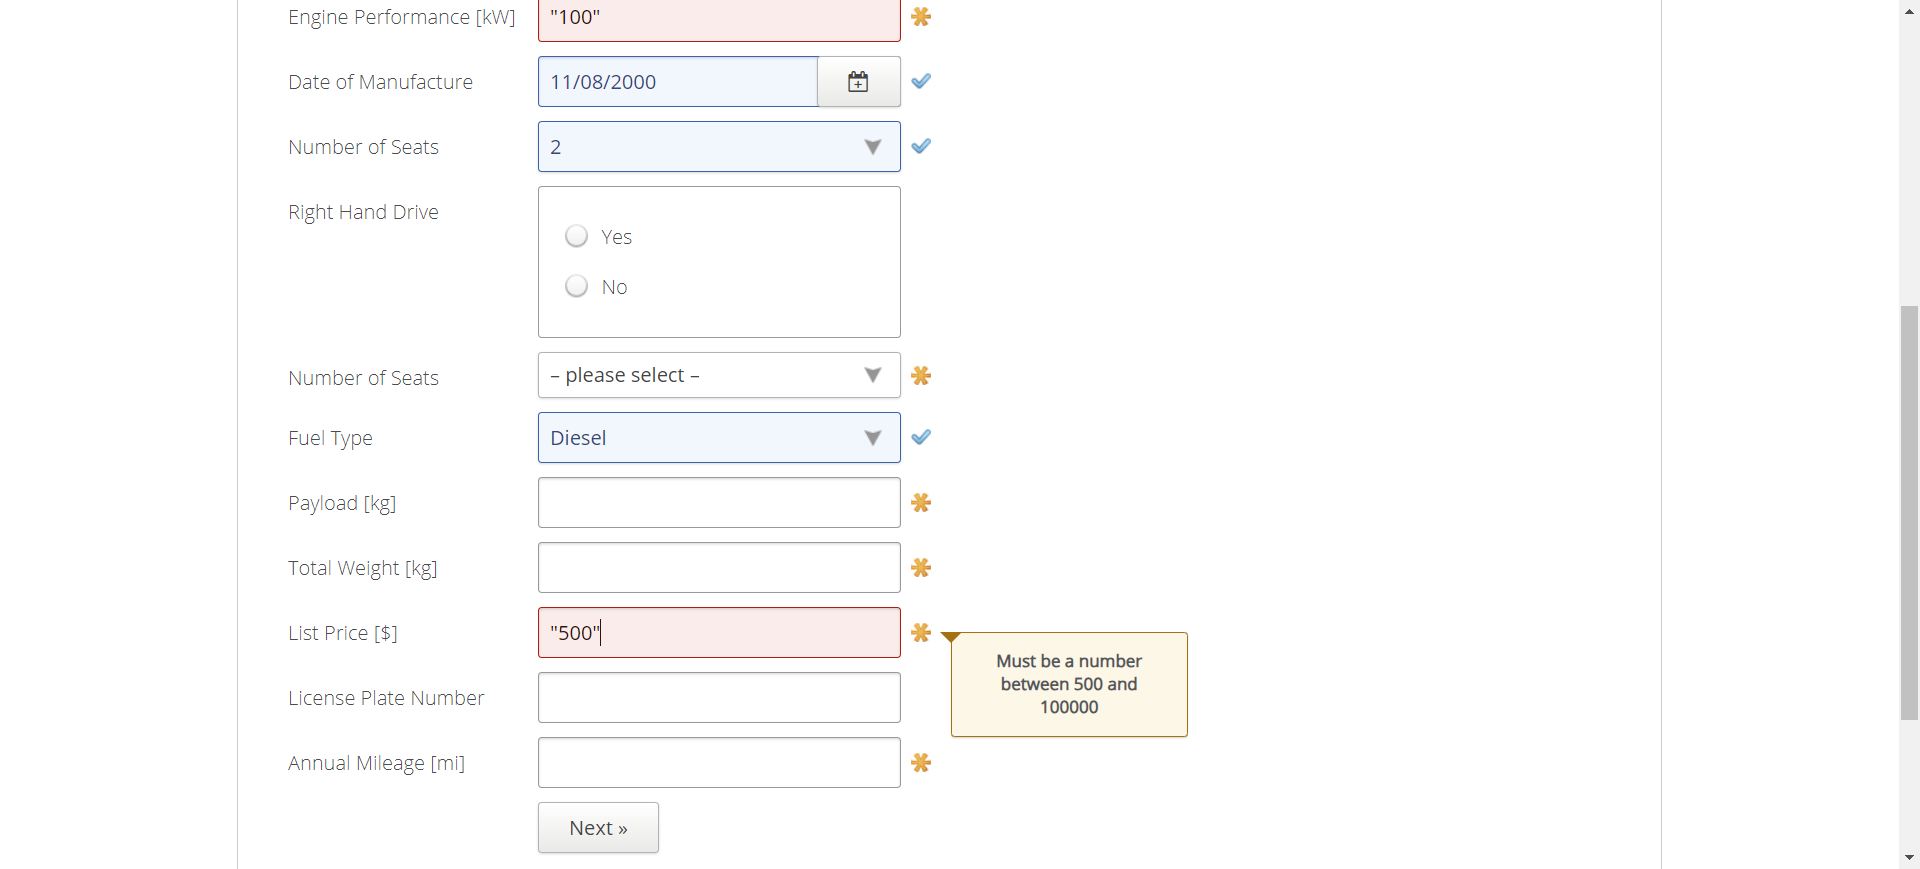 Engine Performance [kW]
"100"
Date of Manufacture
11/08/2000
Number of Seats
2
Right Hand Drive
Yes
No
Number of Seats
– please select –
Fuel Type
Diesel
Payload [kg]
Total Weight [kg]
List Price [$]
"500"
Must be a number
between 500 and
100000
License Plate Number
Annual Mileage [mi]
Next »